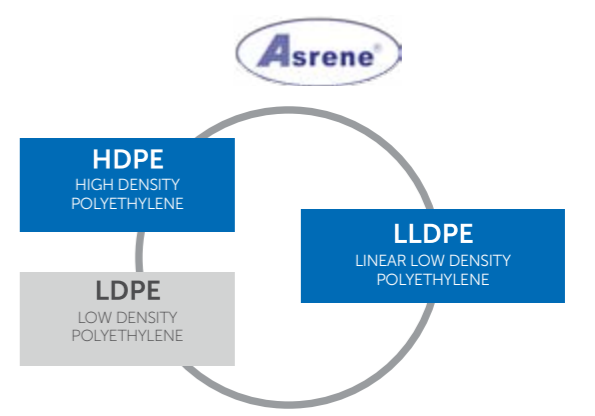 Asrene®
HDPE
HIGH DENSITY
POLYETHYLENE
LLDPE
LINEAR LOW DENSITY
POLYETHYLENE
LDPE
LOW DENSITY
POLYETHYLENE